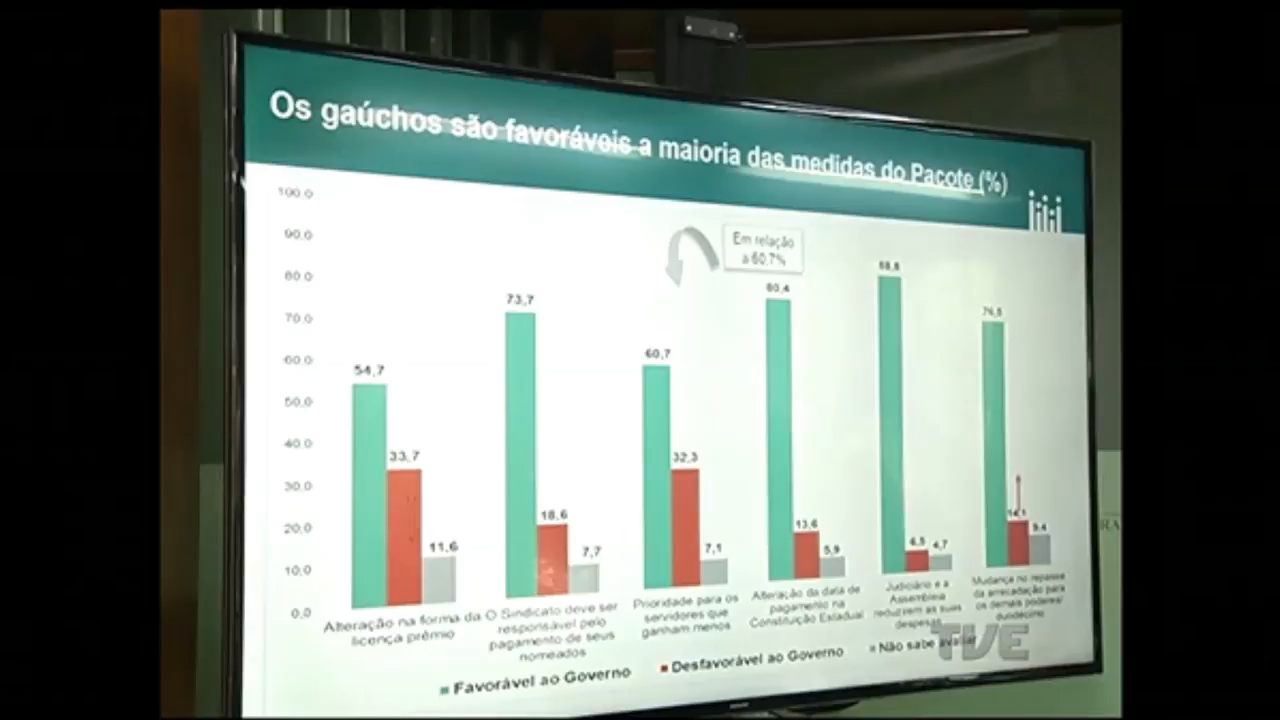 Os gaúchos são favoráveis a maioria das medidas do Pacote (%)
100.0
90.0
80.0
70.0
60.0
50.0
40.0
30.0
20.0
10.0
0.0
Em relação
a 60.7%
54,7
33,7
11,6
73,7
18,6
7,7
60,7
32,3
7,1
80,4
13,6
5,9
88,8
6,5
4,7
76,5
14,1
9,4
Alteração na forma da
licença prêmio
O Sindicato deve ser
responsável pelo
pagamento de seus
nomeados
Prioridade para os
servidores que
ganham menos
Alteração da data de
pagamento na
Constituição Estadual
Judiciário e a
Assembleia
reduzirem as suas
despesas
Mudança no repasse
da arrecadação para
os demais poderes/
duodécimo
Favorável ao Governo
Desfavorável ao Governo
Não sabe avaliar
TVE
RA